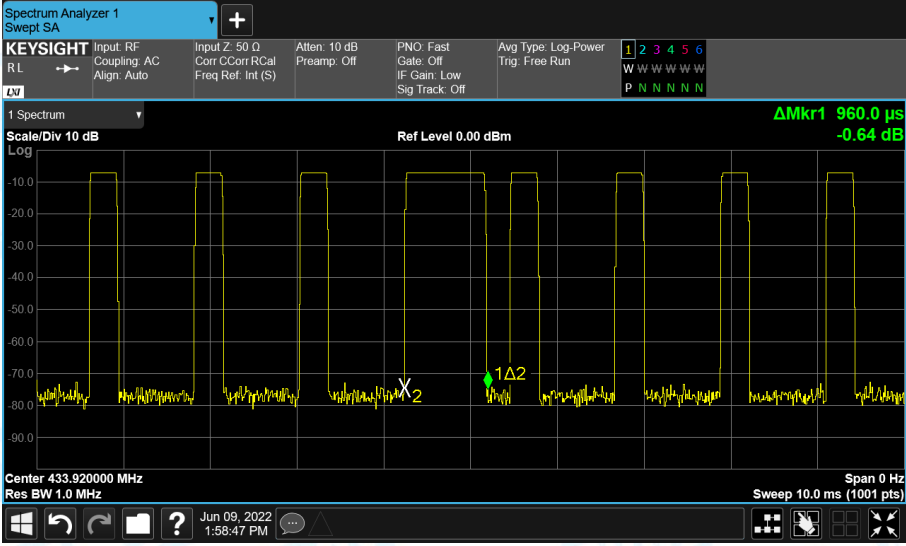 Spectrum Analyzer 1
Swept SA
+
KEYSIGHT Input: RF Input Z: 50 Ω Atten: 10 dB PNO: Fast Avg Type: Log-Power 1 2 3 4 5 6
RL Coupling: AC Corr CCorr RCal Preamp: Off Gate: Off Trig: Free Run W W W W W W
Align: Auto Freq Ref: Int (S) IF Gain: Low P N N N N N
LXI Sig Track: Off
1 Spectrum
ΔMkr1 960.0 µs
Scale/Div 10 dB Ref Level 0.00 dBm -0.64 dB
Log
-10.0
-20.0
-30.0
-40.0
-50.0
-60.0
-70.0
1Δ2
X2
-80.0
-90.0
Center 433.920000 MHz Span 0 Hz
Res BW 1.0 MHz Sweep 10.0 ms (1001 pts)
? Jun 09, 2022
1:58:47 PM